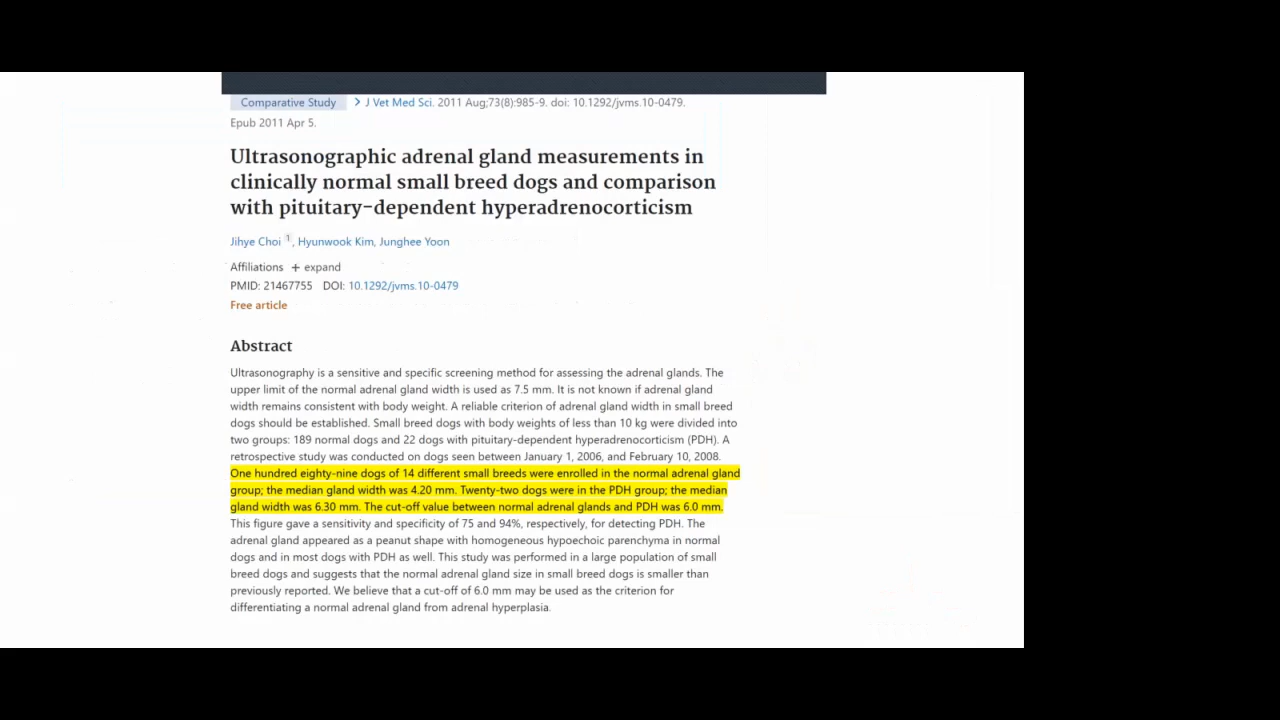 Comparative Study > J Vet Med Sci. 2011 Aug;73(8):985-9. doi: 10.1292/jvms.10-0479.
Epub 2011 Apr 5.
Ultrasonographic adrenal gland measurements in
clinically normal small breed dogs and comparison
with pituitary-dependent hyperadrenocorticism
Jihye Choi 1, Hyunwook Kim, Junghee Yoon
Affiliations + expand
PMID: 21467755 DOI: 10.1292/jvms.10-0479
Free article
Abstract
Ultrasonography is a sensitive and specific screening method for assessing the adrenal glands. The
upper limit of the normal adrenal gland width is used as 7.5 mm. It is not known if adrenal gland
width remains consistent with body weight. A reliable criterion of adrenal gland width in small breed
dogs should be established. Small breed dogs with body weights of less than 10 kg were divided into
two groups: 189 normal dogs and 22 dogs with pituitary-dependent hyperadrenocorticism (PDH). A
retrospective study was conducted on dogs seen between January 1, 2006, and February 10, 2008.
One hundred eighty-nine dogs of 14 different small breeds were enrolled in the normal adrenal gland
group; the median gland width was 4.20 mm. Twenty-two dogs were in the PDH group; the median
gland width was 6.30 mm. The cut-off value between normal adrenal glands and PDH was 6.0 mm.
This figure gave a sensitivity and specificity of 75 and 94%, respectively, for detecting PDH. The
adrenal gland appeared as a peanut shape with homogeneous hypoechoic parenchyma in normal
dogs and in most dogs with PDH as well. This study was performed in a large population of small
breed dogs and suggests that the normal adrenal gland size in small breed dogs is smaller than
previously reported. We believe that a cut-off of 6.0 mm may be used as the criterion for
differentiating a normal adrenal gland from adrenal hyperplasia.